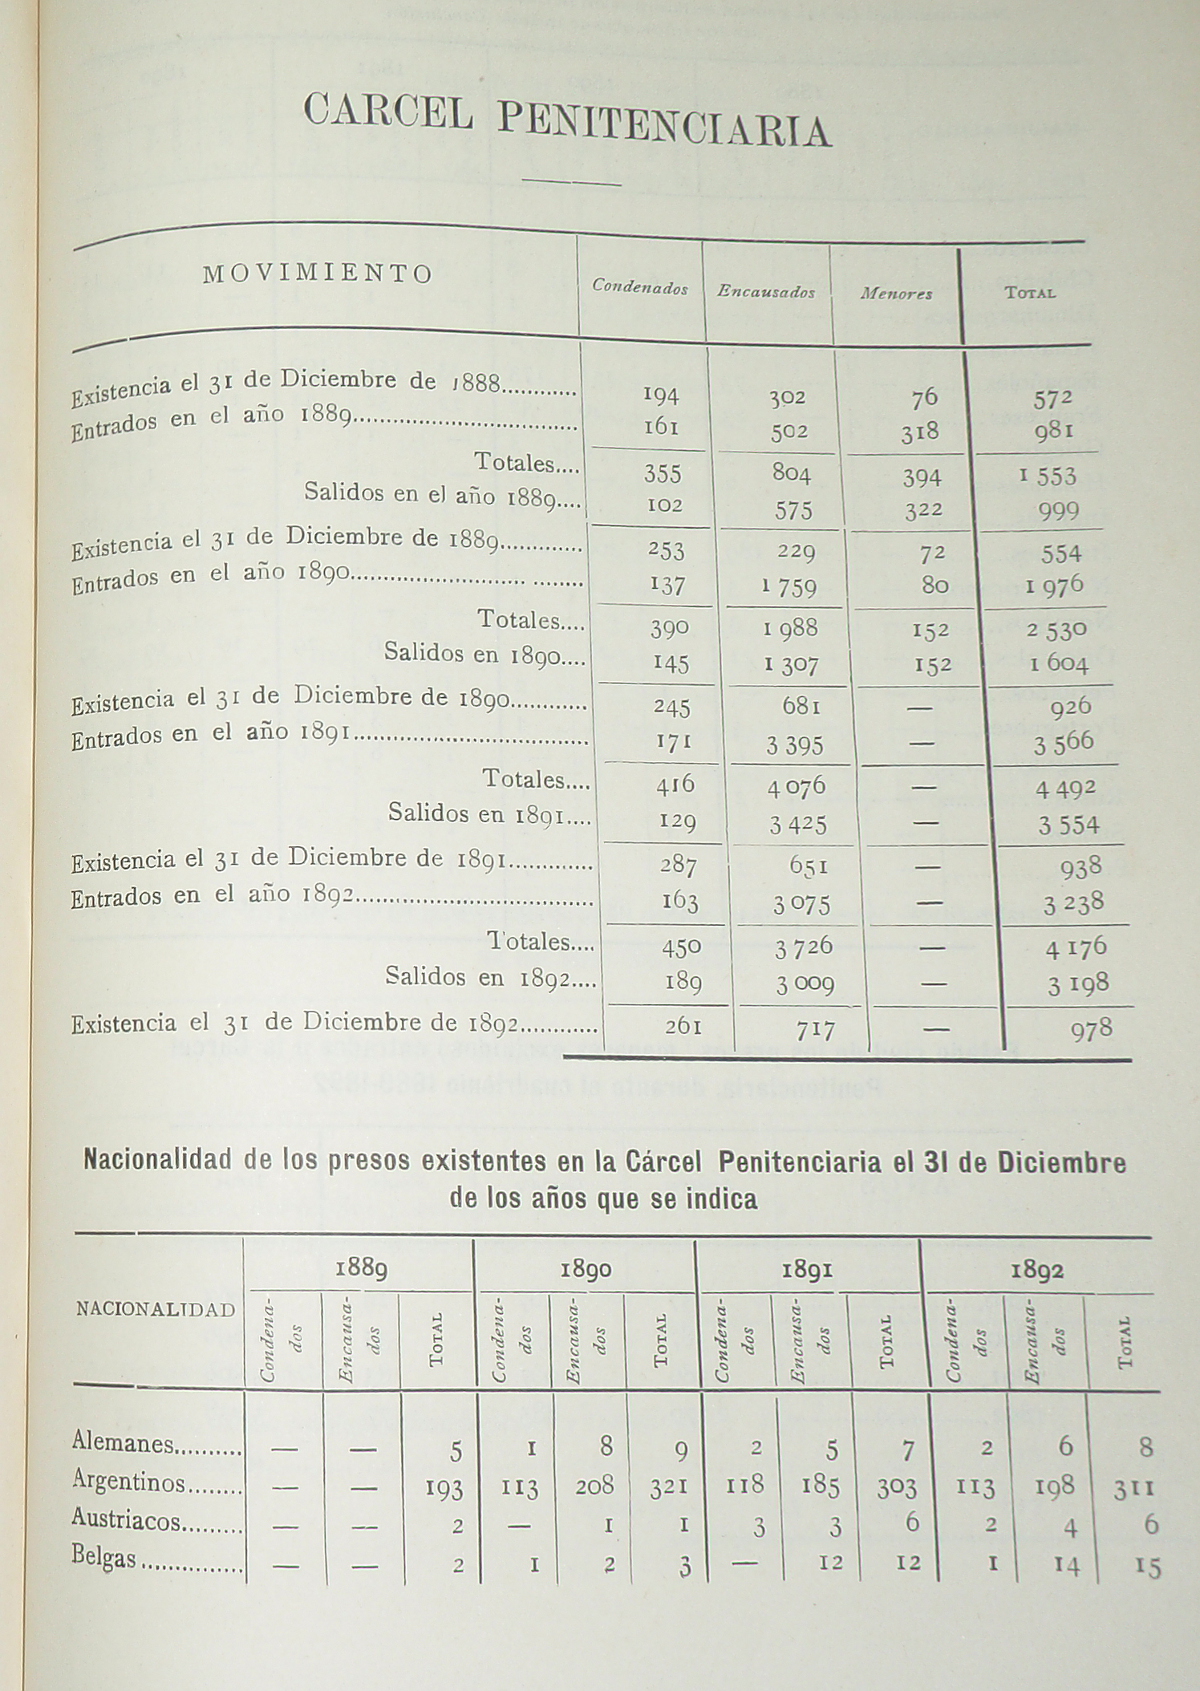 CARCEL PENITENCIARIA
MOVIMIENTO Condenados Encausados Menores TOTAL
Existencia el 31 de Diciembre de 1888............ 194 302 76 572
Entrados en el año 1889.................................. 161 502 318 981
Totales.... 355 804 394 1 553
Salidos en el año 1889.... 102 575 322 999
Existencia el 31 de Diciembre de 1889............. 253 229 72 554
Entrados en el año 1890.................................. 137 1 759 80 1 976
Totales.... 390 1 988 152 2 530
Salidos en 1890.... 145 1 307 152 1 604
Existencia el 31 de Diciembre de 1890............ 245 681 — 926
Entrados en el año 1891.................................... 171 3 395 — 3 566
Totales.... 416 4 076 — 4 492
Salidos en 1891.... 129 3 425 — 3 554
Existencia el 31 de Diciembre de 1891............. 287 651 — 938
Entrados en el año 1892.................................... 163 3 075 — 3 238
Totales.... 450 3 726 — 4 176
Salidos en 1892.... 189 3 009 — 3 198
Existencia el 31 de Diciembre de 1892............ 261 717 — 978
Nacionalidad de los presos existentes en la Cárcel Penitenciaria el 31 de Diciembre
de los años que se indica
NACIONALIDAD 1889 1890 1891 1892
Condena-dos Encausa-dos TOTAL Condena-dos Encausa-dos TOTAL Condena-dos Encausa-dos TOTAL Condena-dos Encausa-dos TOTAL
Alemanes.......... — — 5 1 8 9 2 5 7 2 6 8
Argentinos........ — — 193 113 208 321 118 185 303 113 198 311
Austriacos......... — — 2 — 1 1 3 3 6 2 4 6
Belgas ............... — — 2 1 2 3 — 12 12 1 14 15